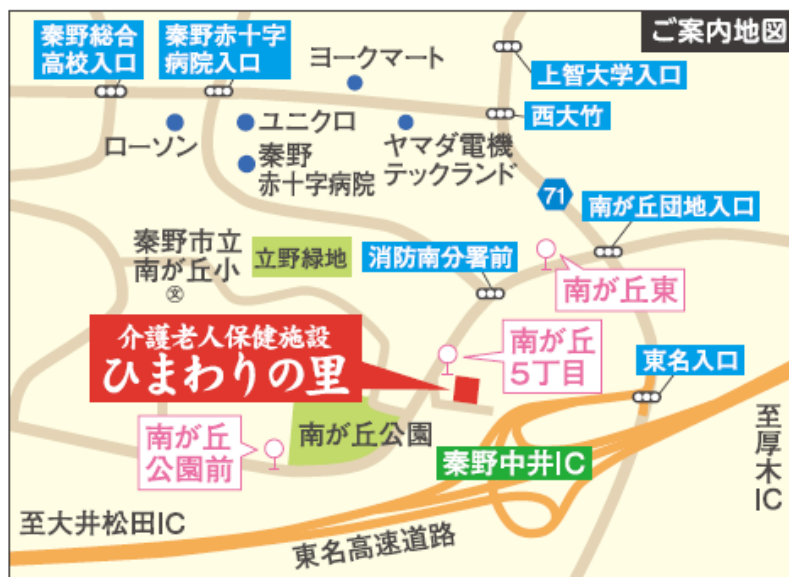 ご案内地図
秦野総合
高校入口
秦野赤十字
病院入口
ヨークマート
上智大学入口
西大竹
ローソン
ユニクロ
秦野
赤十字病院
ヤマダ電機
テックランド
71
南が丘団地入口
秦野市立
南が丘小
文
立野緑地
消防南分署前
南が丘東
介護老人保健施設
ひまわりの里
南が丘
5丁目
東名入口
南が丘
公園前
南が丘公園
秦野中井IC
至厚木IC
至大井松田IC
東名高速道路